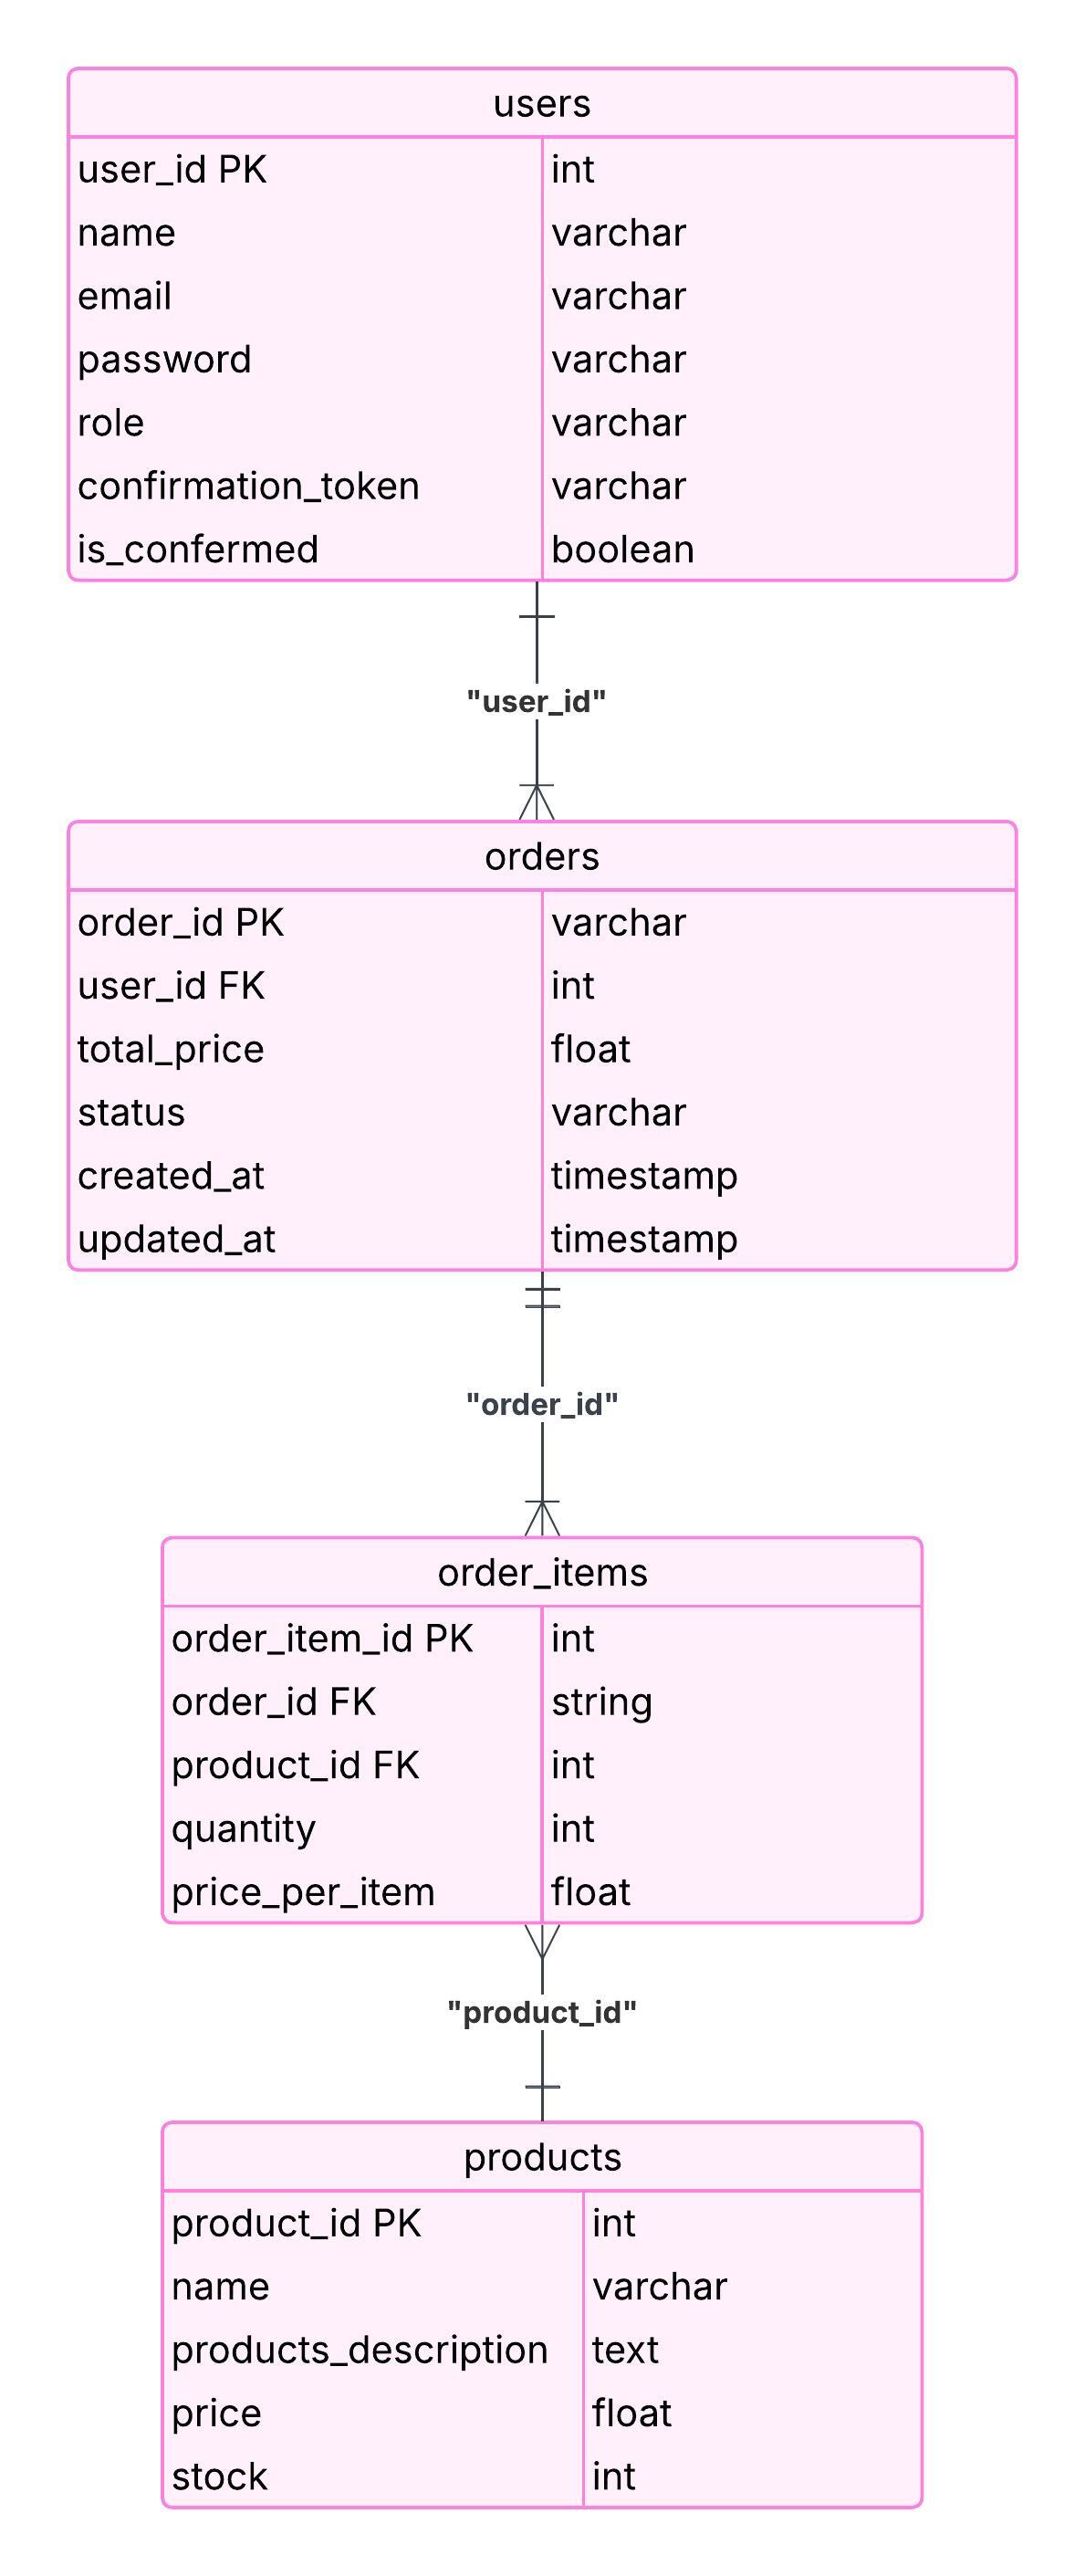 users
user_id PK int
name varchar
email varchar
password varchar
role varchar
confirmation_token varchar
is_confermed boolean
"user_id"
orders
order_id PK varchar
user_id FK int
total_price float
status varchar
created_at timestamp
updated_at timestamp
"order_id"
order_items
order_item_id PK int
order_id FK string
product_id FK int
quantity int
price_per_item float
"product_id"
products
product_id PK int
name varchar
products_description text
price float
stock int